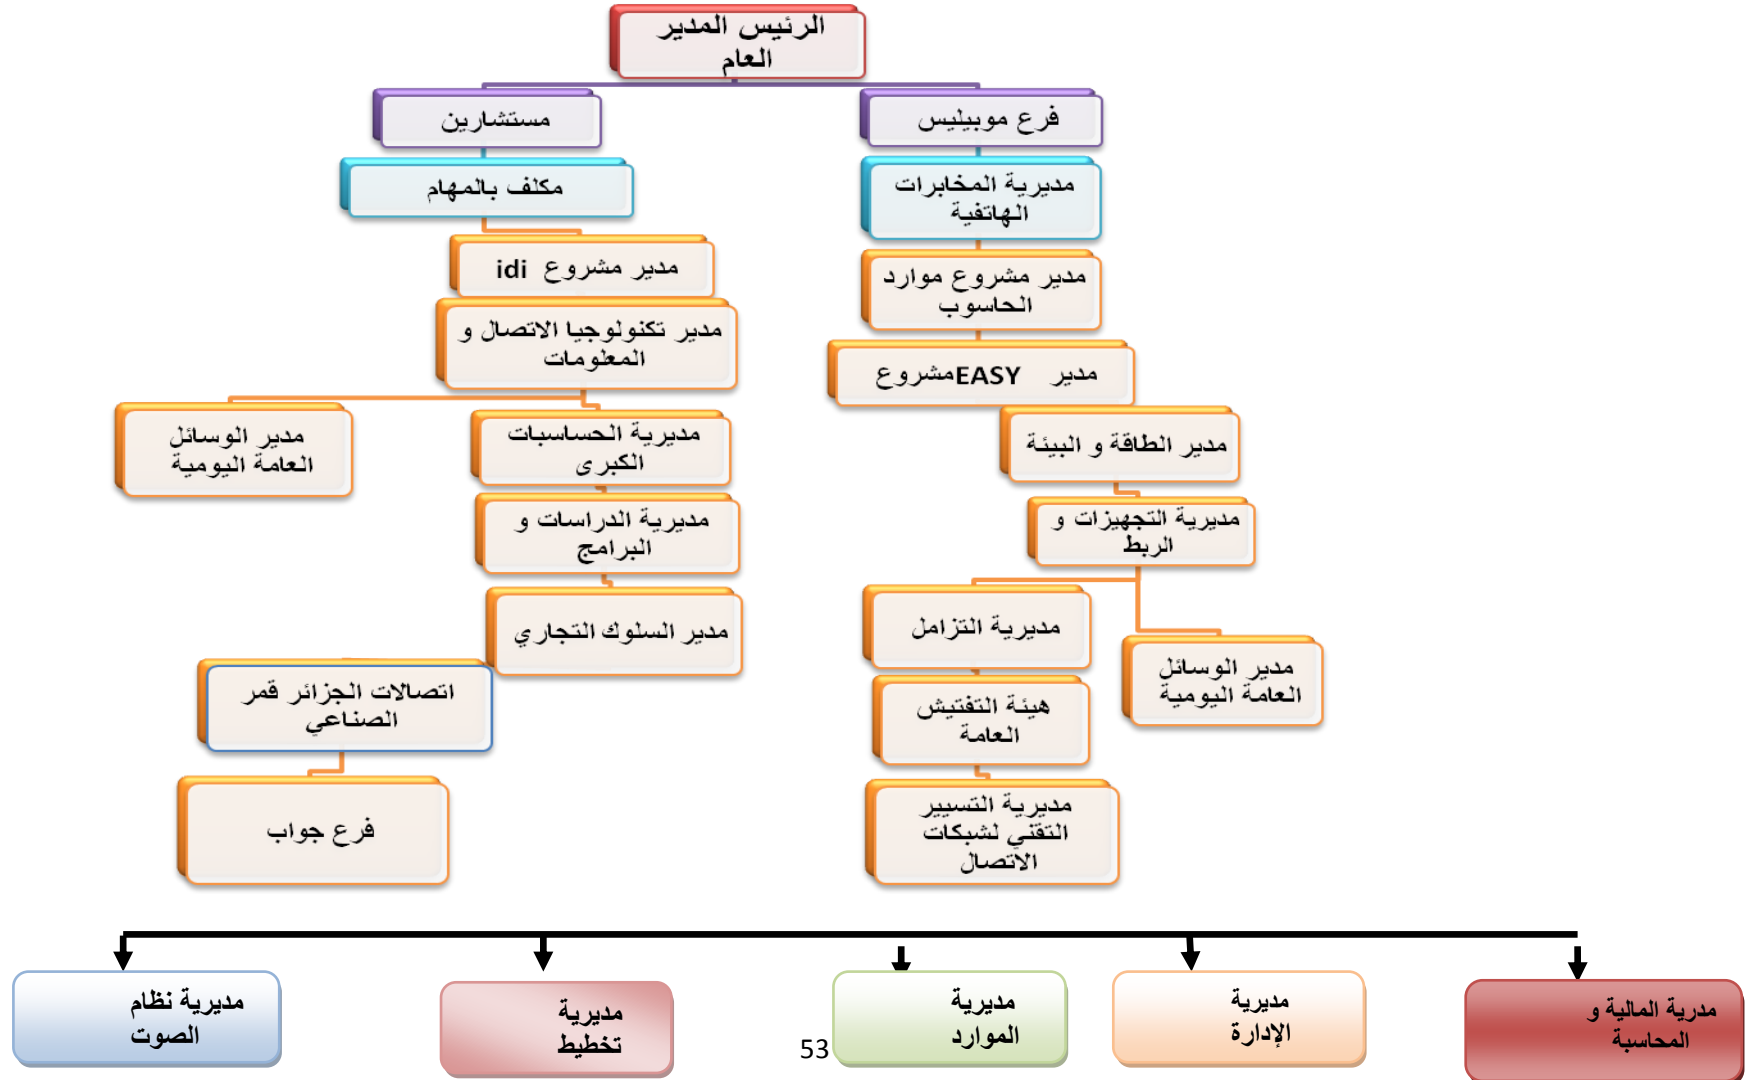 الرئيس المدير
العام
فرع موبيليس
مستشارين
مديرية المخابرات
الهاتفية
مكلف بالمهام
مدير مشروع موارد
الحاسوب
مدير مشروع idi
مدير EASYمشروع
مدير تكنولوجيا الاتصال و
المعلومات
مدير الطاقة و البيئة
مديرية الحساسبات
الكبرى
مدير الوسائل
العامة اليومية
مديرية التجهيزات و
الربط
مديرية الدراسات و
البرامج
مديرية التزامل
مدير السلوك التجاري
مدير الوسائل
العامة اليومية
هيئة التفتيش
العامة
اتصالات الجزائر قمر
الصناعي
مديرية التسيير
التقني لشبكات
الاتصال
فرع جواب
مدرية المالية و
المحاسبة
مديرية
الإدارة
مديرية
الموارد
مديرية
تخطيط
مديرية نظام
الصوت
53